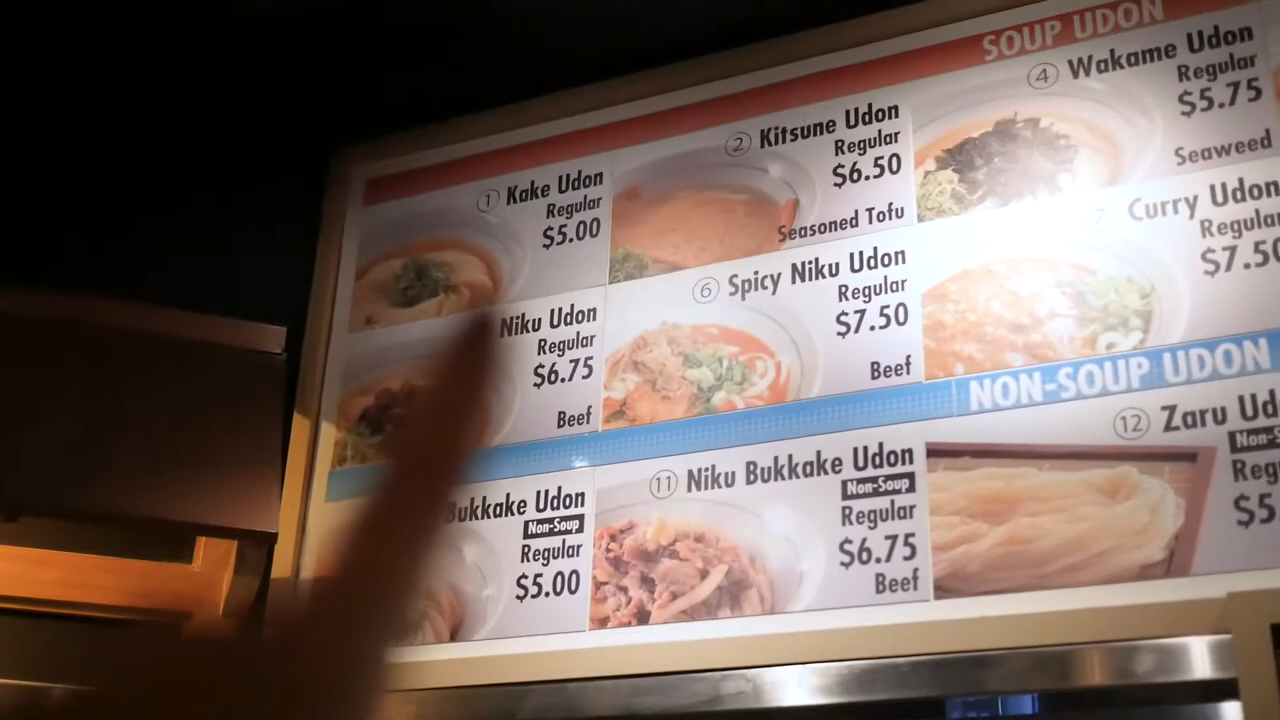 SOUP UDON
① Kake Udon
Regular
$5.00
② Kitsune Udon
Regular
$6.50
Seasoned Tofu
④ Wakame Udon
Regular
$5.75
Seaweed
Niku Udon
Regular
$6.75
Beef
⑥ Spicy Niku Udon
Regular
$7.50
Beef
⑦ Curry Udon
Regular
$7.50
NON-SOUP UDON
Bukkake Udon
Non-Soup
Regular
$5.00
⑪ Niku Bukkake Udon
Non-Soup
Regular
$6.75
Beef
⑫ Zaru Ud
Non-S
Reg
$5